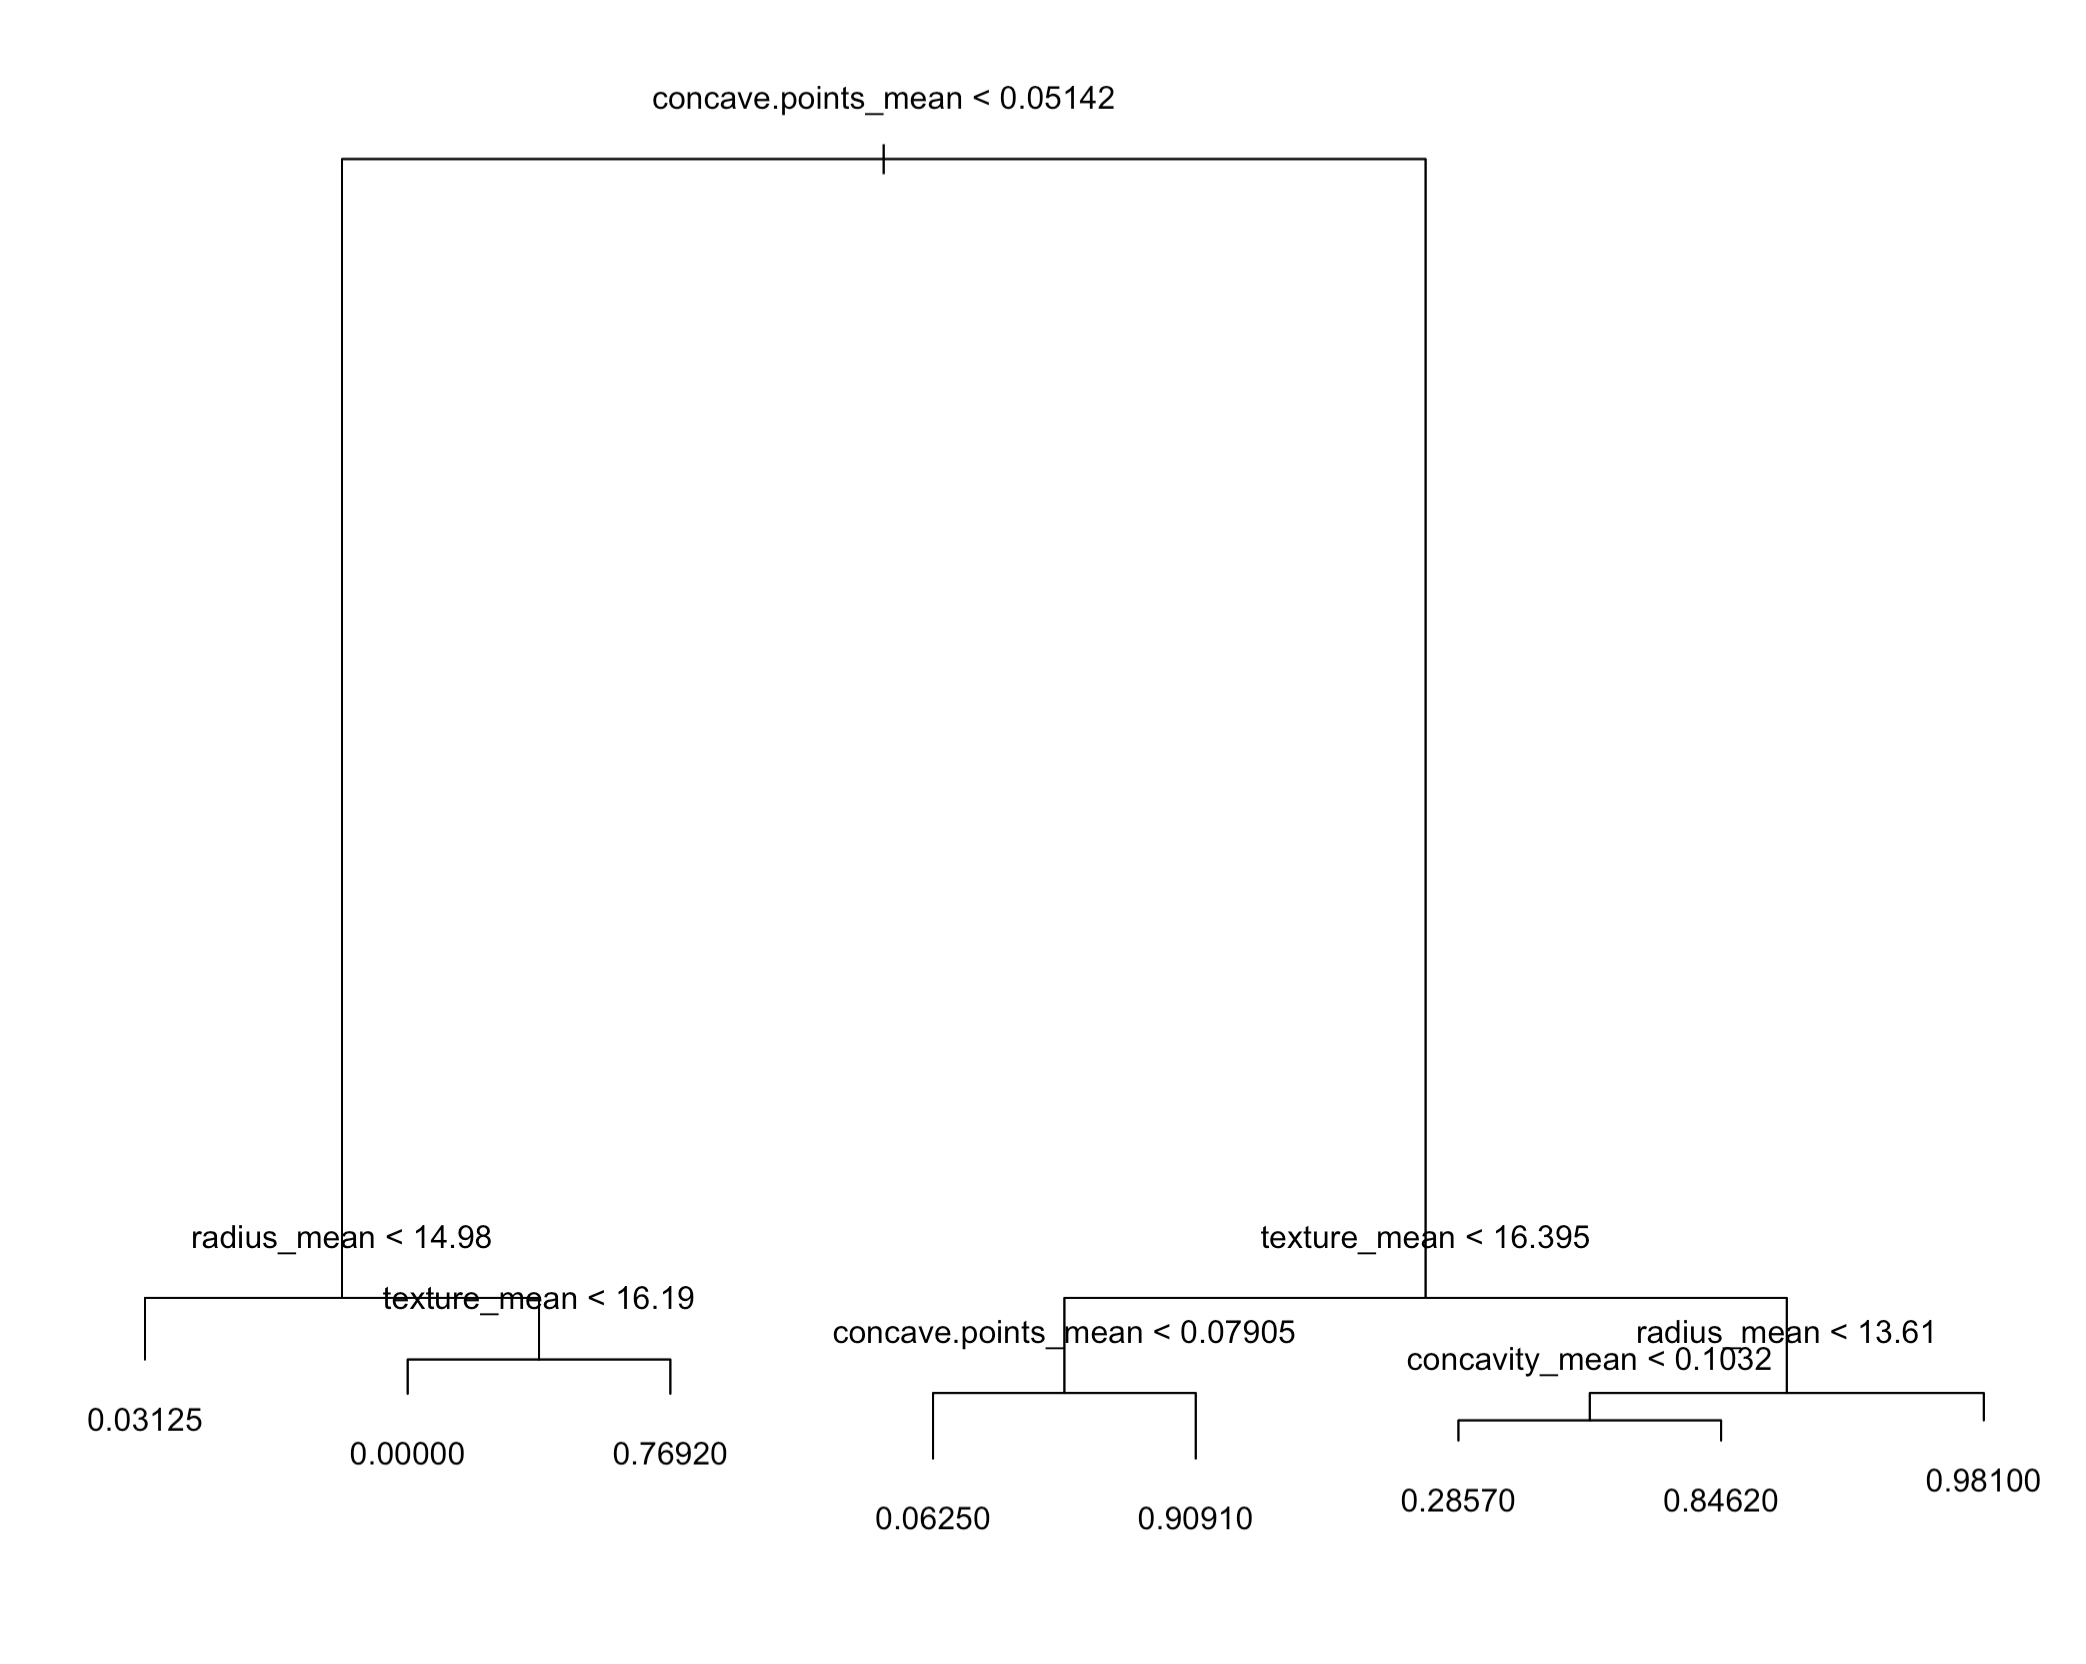 concave.points_mean < 0.05142
radius_mean < 14.98
texture_mean < 16.395
texture_mean < 16.19
concave.points_mean < 0.07905
radius_mean < 13.61
concavity_mean < 0.1032
0.03125
0.00000
0.76920
0.06250
0.90910
0.28570
0.84620
0.98100